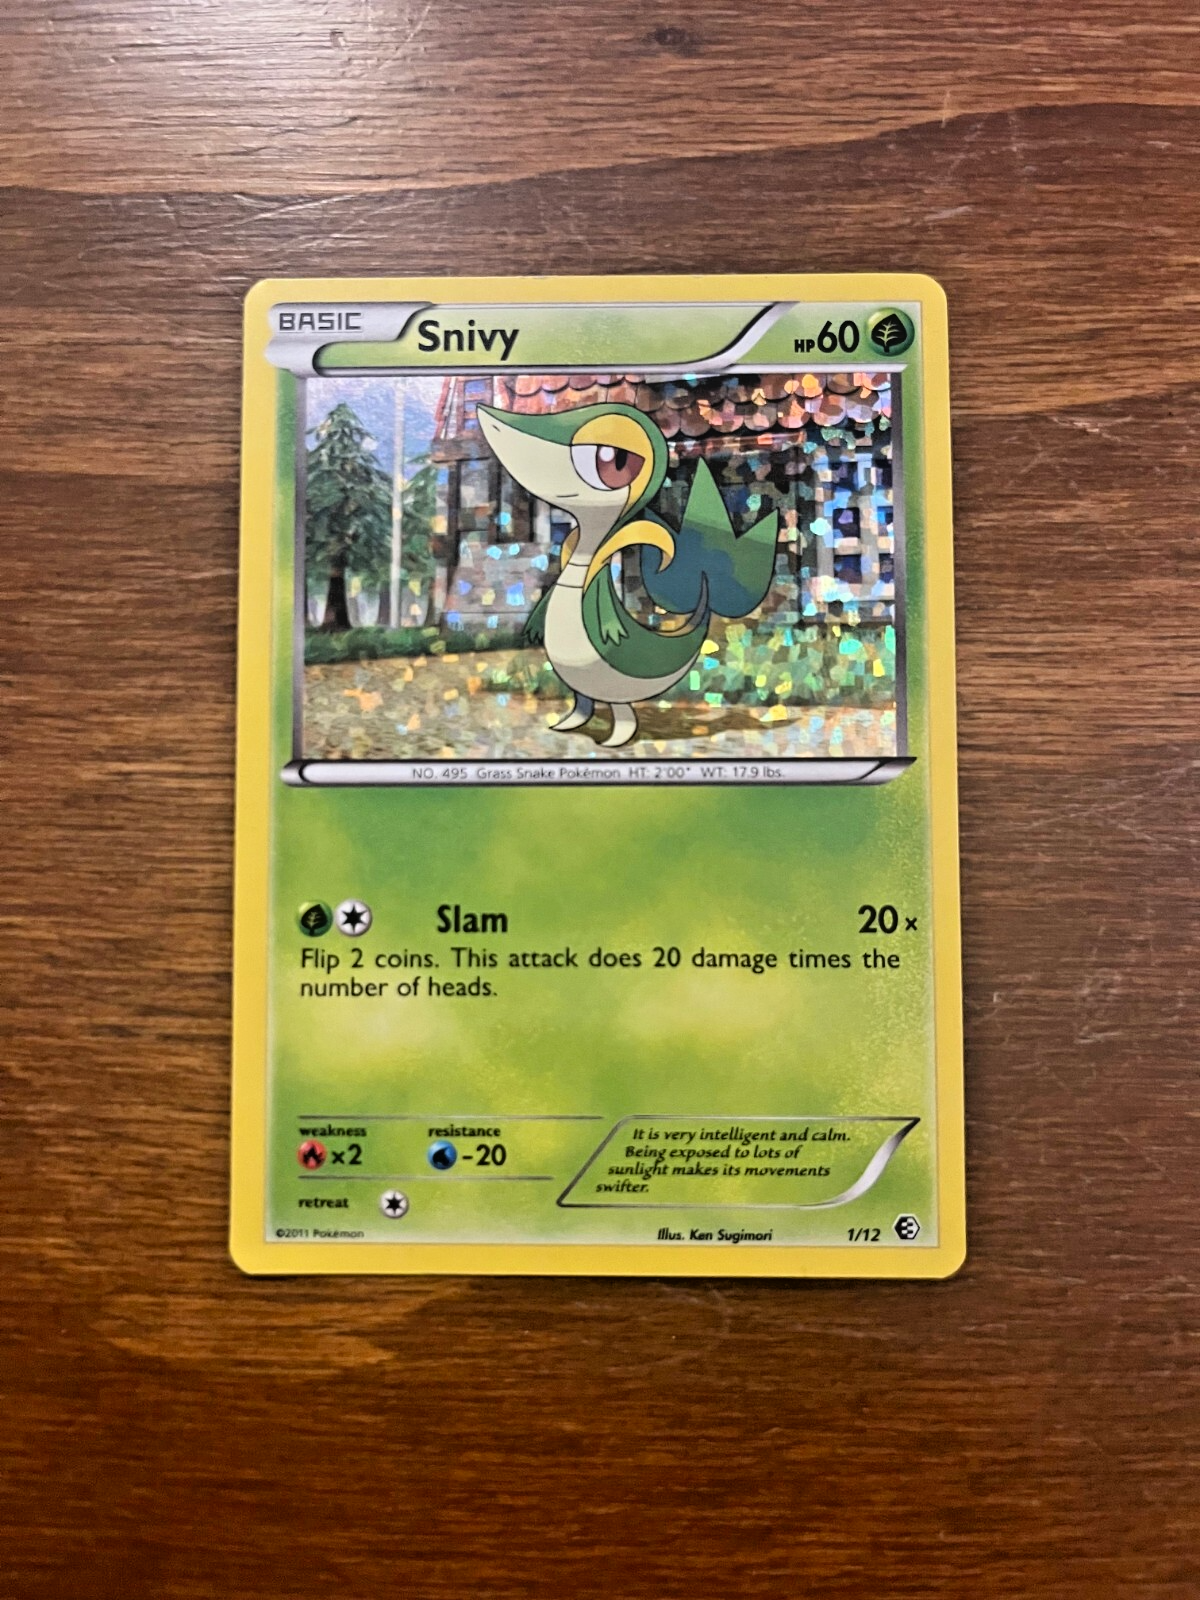 BASIC Snivy HP60
NO. 495 Grass Snake Pokémon HT: 2'00" WT: 17.9 lbs.
Slam 20×
Flip 2 coins. This attack does 20 damage times the
number of heads.
weakness resistance
×2 -20
retreat
It is very intelligent and calm.
Being exposed to lots of
sunlight makes its movements
swifter.
©2011 Pokémon Illus. Ken Sugimori 1/12